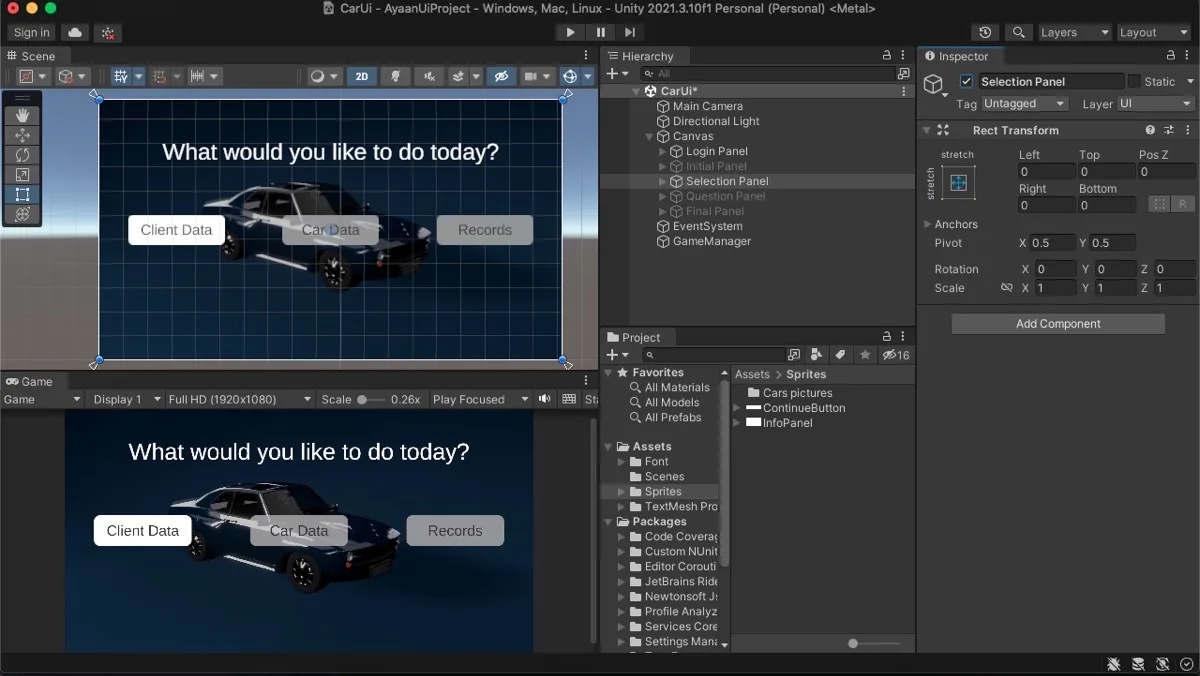 CarUi - AyaanUiProject - Windows, Mac, Linux - Unity 2021.3.10f1 Personal (Personal) <Metal>
Sign in
Layers
Layout
Scene
2D
What would you like to do today?
Client Data
Car Data
Records
Game
Game
Display 1
Full HD (1920x1080)
Scale
0.26x
Play Focused
St
What would you like to do today?
Client Data
Car Data
Records
Hierarchy
All
CarUi*
Main Camera
Directional Light
Canvas
Login Panel
Initial Panel
Selection Panel
Question Panel
Final Panel
EventSystem
GameManager
Project
16
Favorites
All Materials
All Models
All Prefabs
Assets
Font
Scenes
Sprites
TextMesh Pro
Packages
Code Coverag
Custom NUnit
Editor Corouti
JetBrains Ride
Newtonsoft Js
Profile Analyz
Services Core
Settings Mana
Assets > Sprites
Cars pictures
ContinueButton
InfoPanel
Inspector
Selection Panel
Static
Tag Untagged
Layer UI
Rect Transform
stretch
stretch
Left Top Pos Z
0 0 0
Right Bottom
0 0
R
Anchors
Pivot X 0.5 Y 0.5
Rotation X 0 Y 0 Z 0
Scale X 1 Y 1 Z 1
Add Component